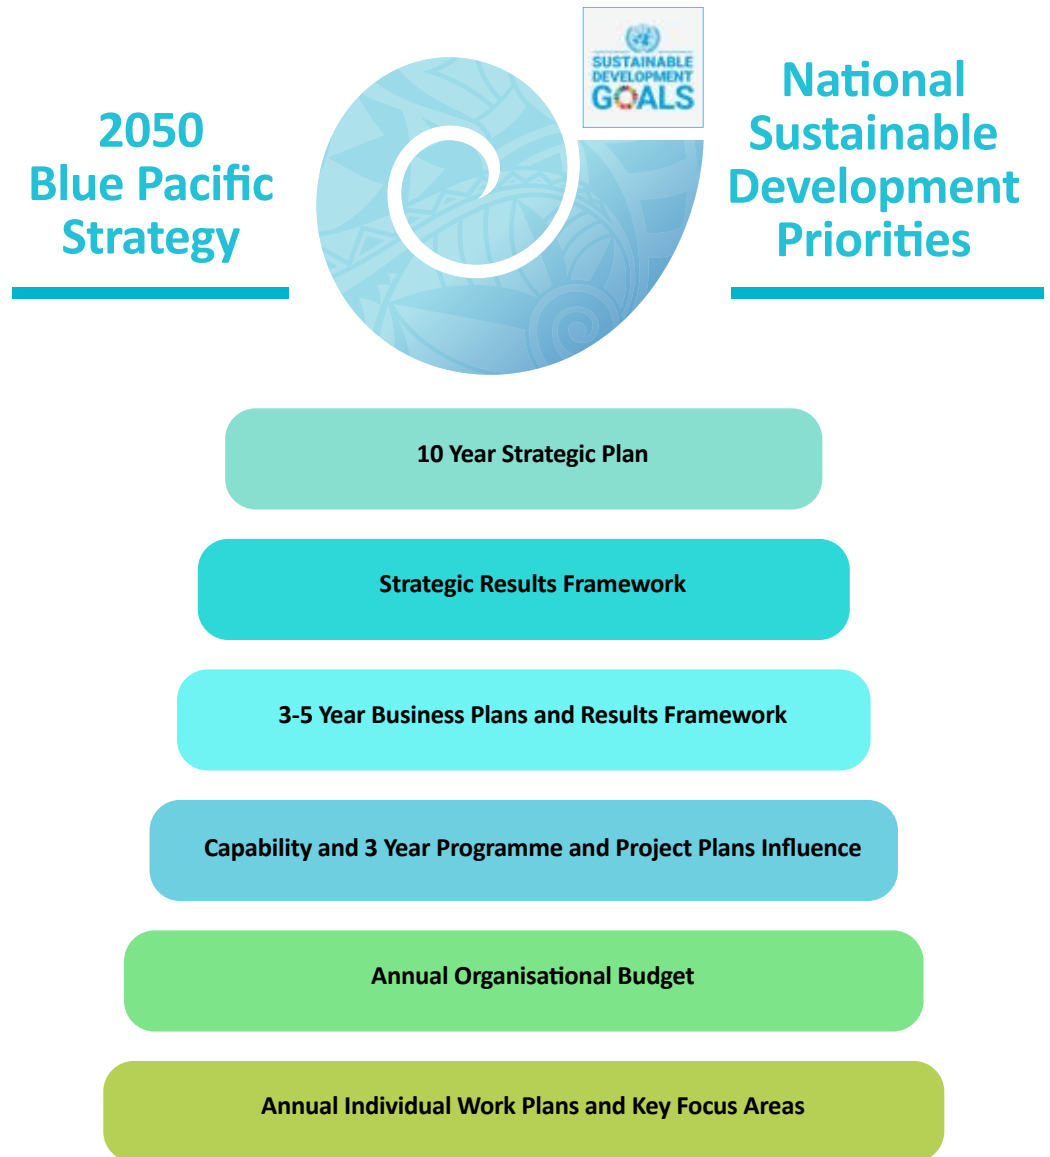 2050
Blue Pacific
Strategy
SUSTAINABLE
DEVELOPMENT
GOALS
National
Sustainable
Development
Priorities
10 Year Strategic Plan
Strategic Results Framework
3-5 Year Business Plans and Results Framework
Capability and 3 Year Programme and Project Plans Influence
Annual Organisational Budget
Annual Individual Work Plans and Key Focus Areas